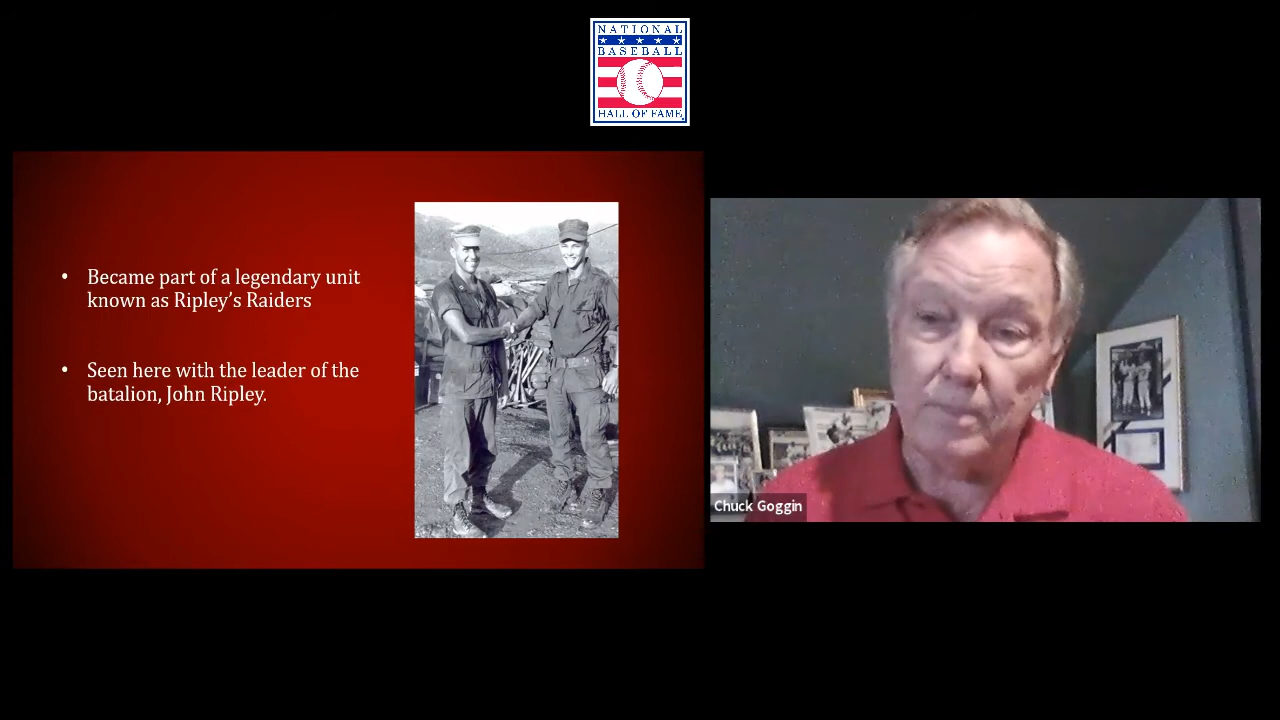 NATIONAL
BASEBALL
HALL OF FAME
• Became part of a legendary unit
known as Ripley’s Raiders
• Seen here with the leader of the
batalion, John Ripley.
Chuck Goggin